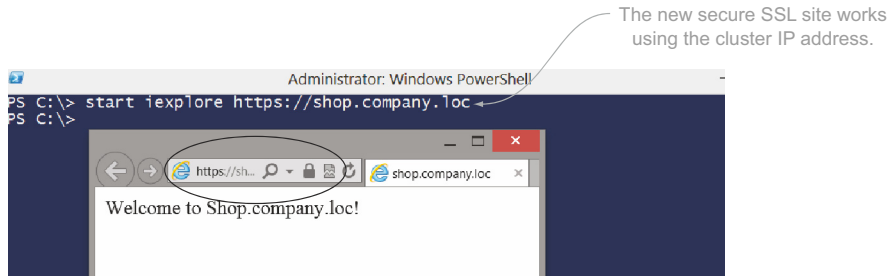 The new secure SSL site works
using the cluster IP address.
Administrator: Windows PowerShell
PS C:\> start iexplore https://shop.company.loc
PS C:\>
https://sh...
shop.company.loc
Welcome to Shop.company.loc!